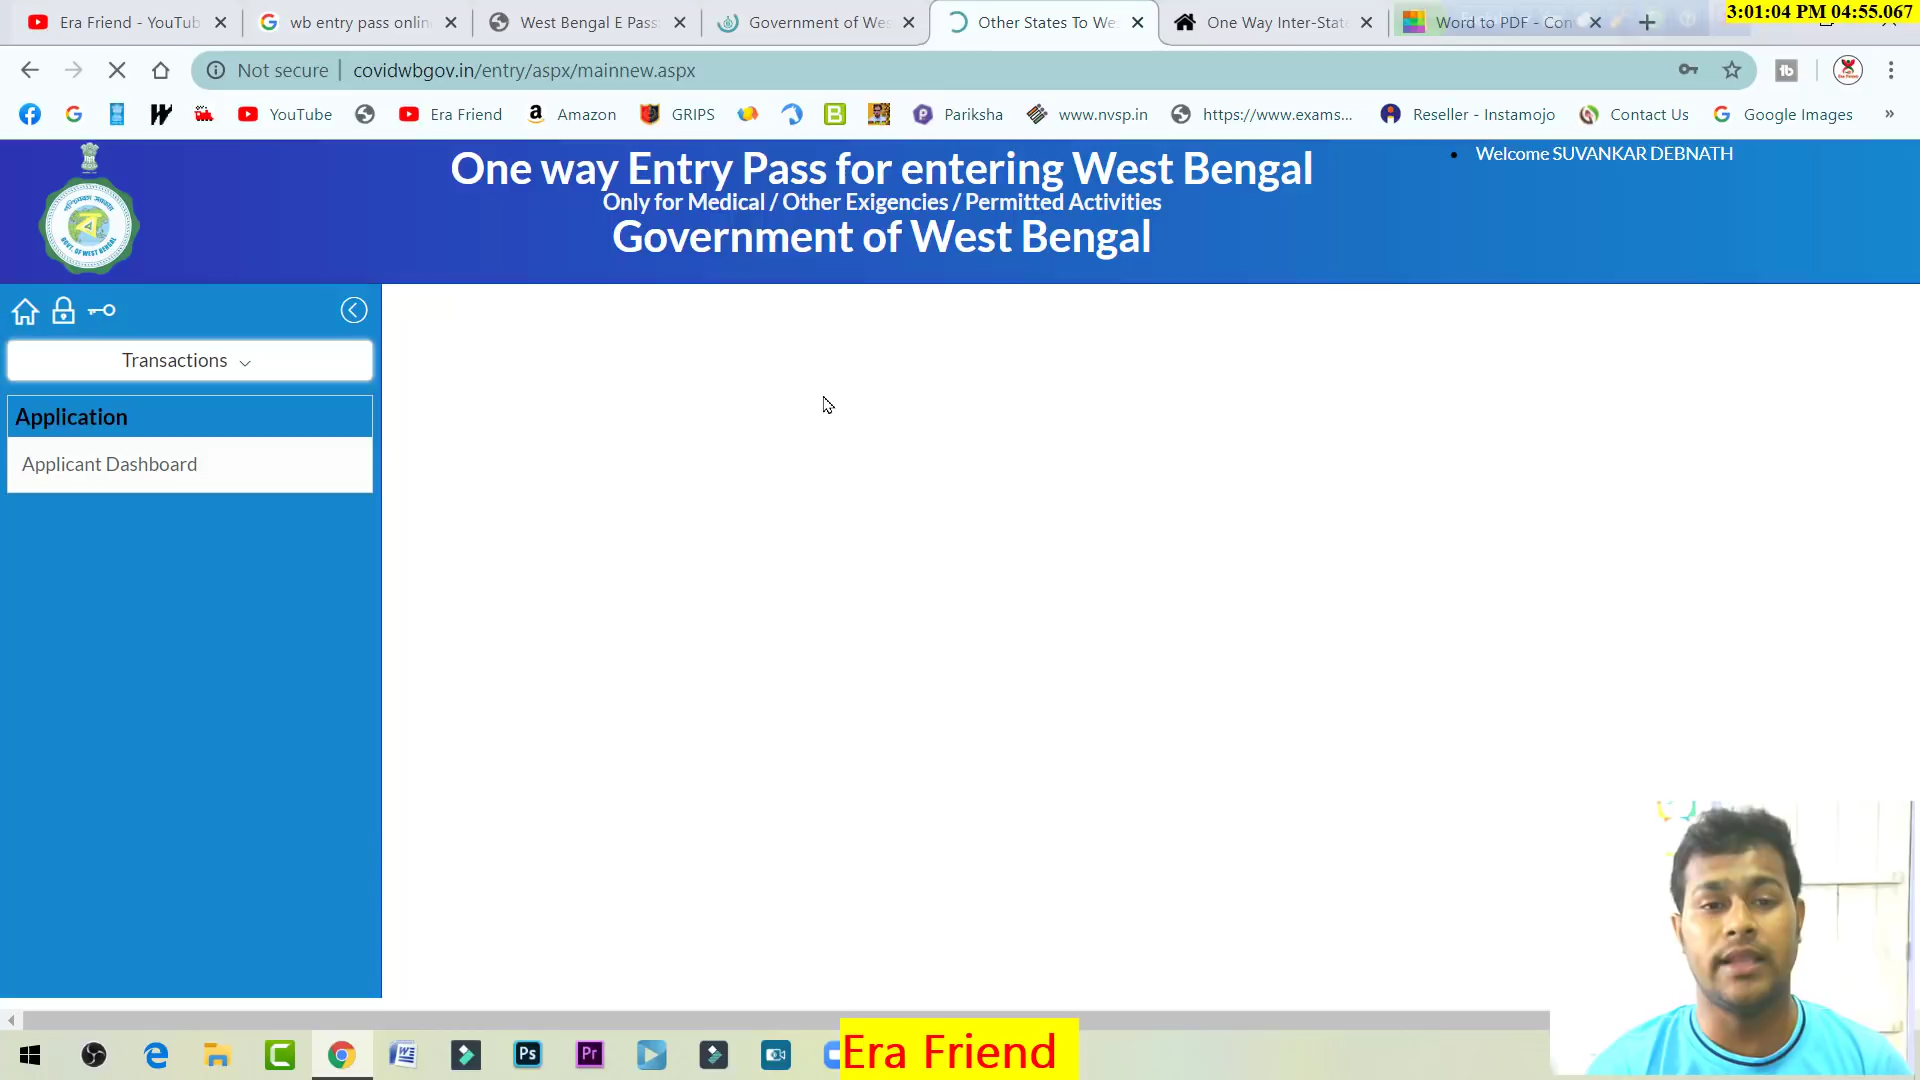 Era Friend - YouTub
wb entry pass onlin
West Bengal E Pass
Government of Wes
Other States To We
One Way Inter-Stat
Word to PDF - Con
3:01:04 PM 04:55.067
Not secure
covidwbgov.in/entry/aspx/mainnew.aspx
YouTube
Era Friend
Amazon
GRIPS
Pariksha
www.nvsp.in
https://www.exams...
Reseller - Instamojo
Contact Us
Google Images
»
One way Entry Pass for entering West Bengal
Only for Medical / Other Exigencies / Permitted Activities
Government of West Bengal
• Welcome SUVANKAR DEBNATH
Transactions
Application
Applicant Dashboard
Era Friend